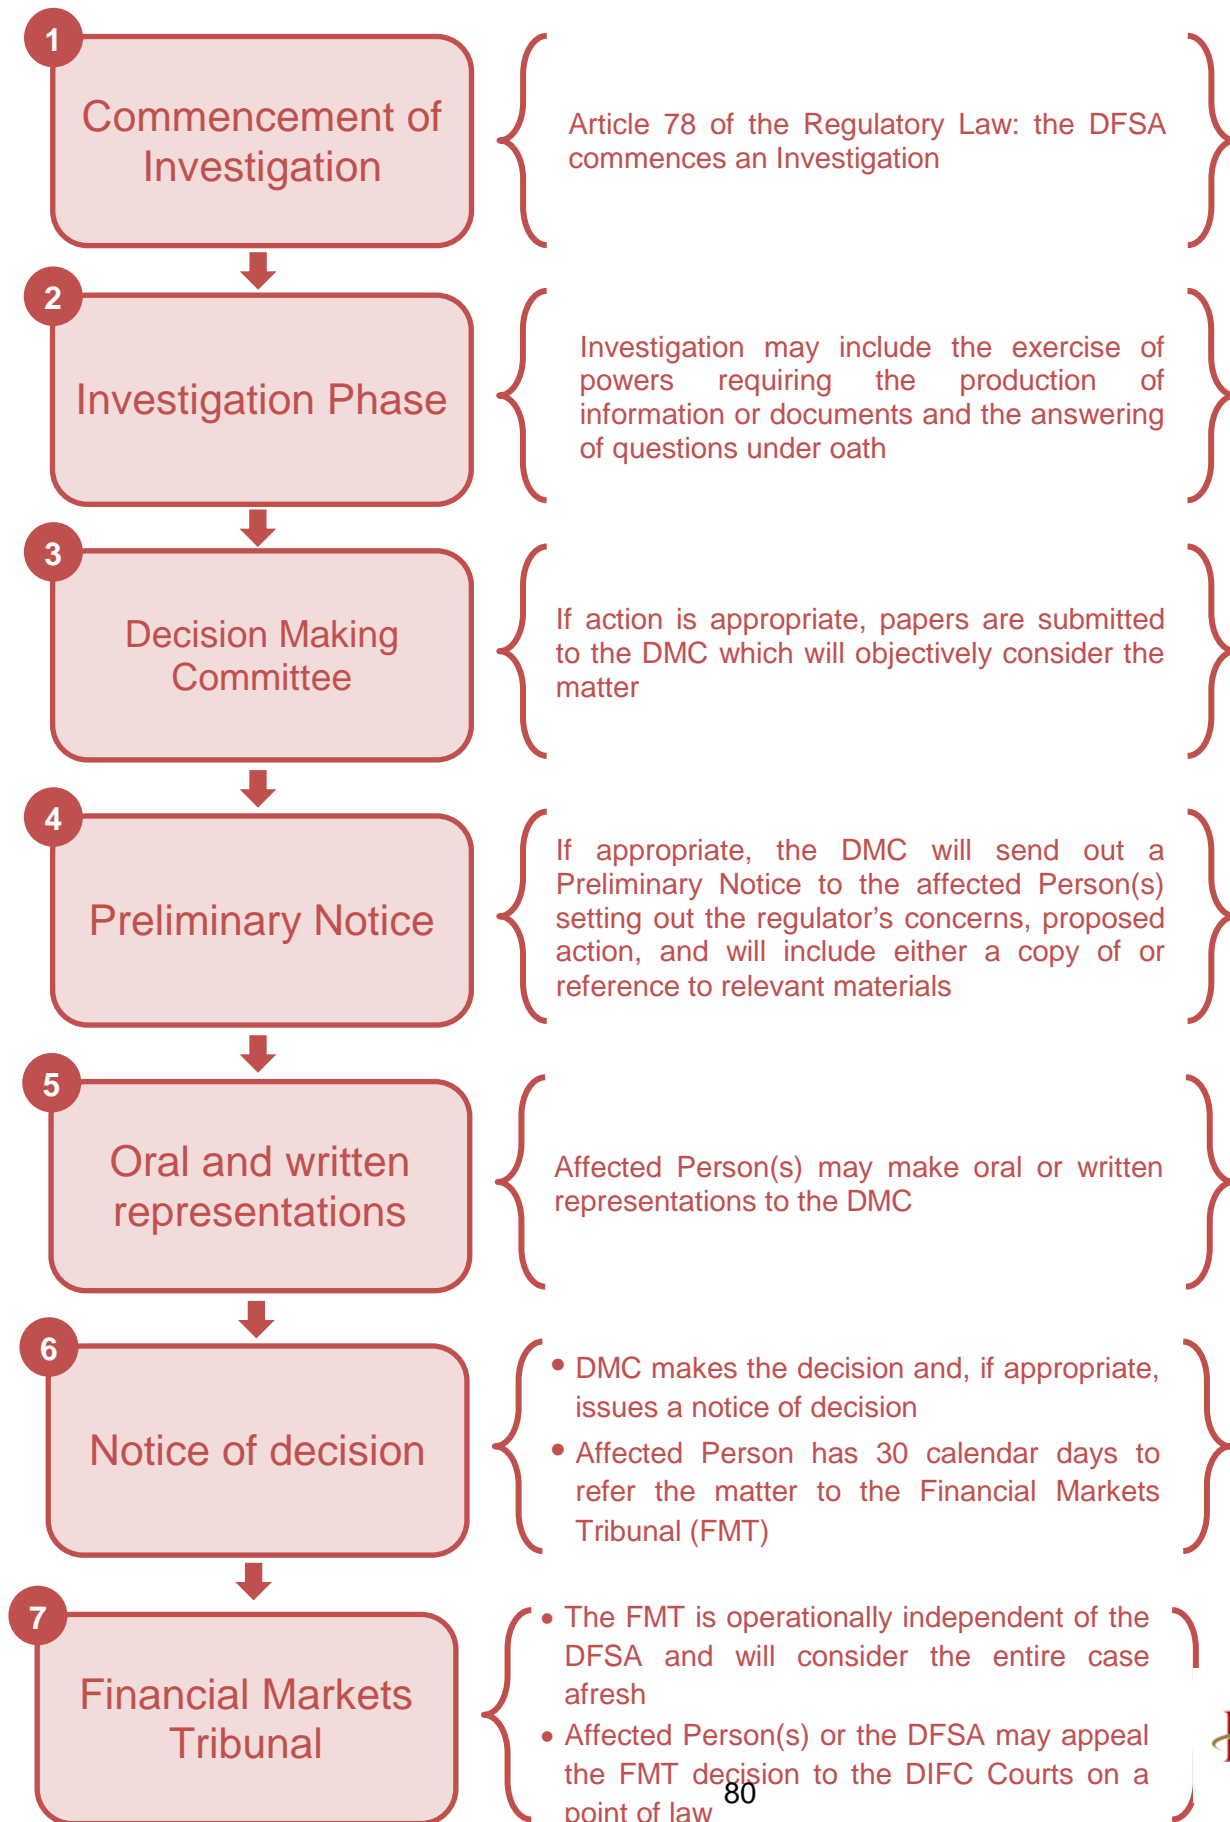 1
Commencement of
Investigation
Article 78 of the Regulatory Law: the DFSA
commences an Investigation
2
Investigation Phase
Investigation may include the exercise of
powers requiring the production of
information or documents and the answering
of questions under oath
3
Decision Making
Committee
If action is appropriate, papers are submitted
to the DMC which will objectively consider the
matter
4
Preliminary Notice
If appropriate, the DMC will send out a
Preliminary Notice to the affected Person(s)
setting out the regulator’s concerns, proposed
action, and will include either a copy of or
reference to relevant materials
5
Oral and written
representations
Affected Person(s) may make oral or written
representations to the DMC
6
Notice of decision
• DMC makes the decision and, if appropriate,
issues a notice of decision
• Affected Person has 30 calendar days to
refer the matter to the Financial Markets
Tribunal (FMT)
7
Financial Markets
Tribunal
• The FMT is operationally independent of the
DFSA and will consider the entire case
afresh
• Affected Person(s) or the DFSA may appeal
the FMT decision to the DIFC Courts on a
point of law
80